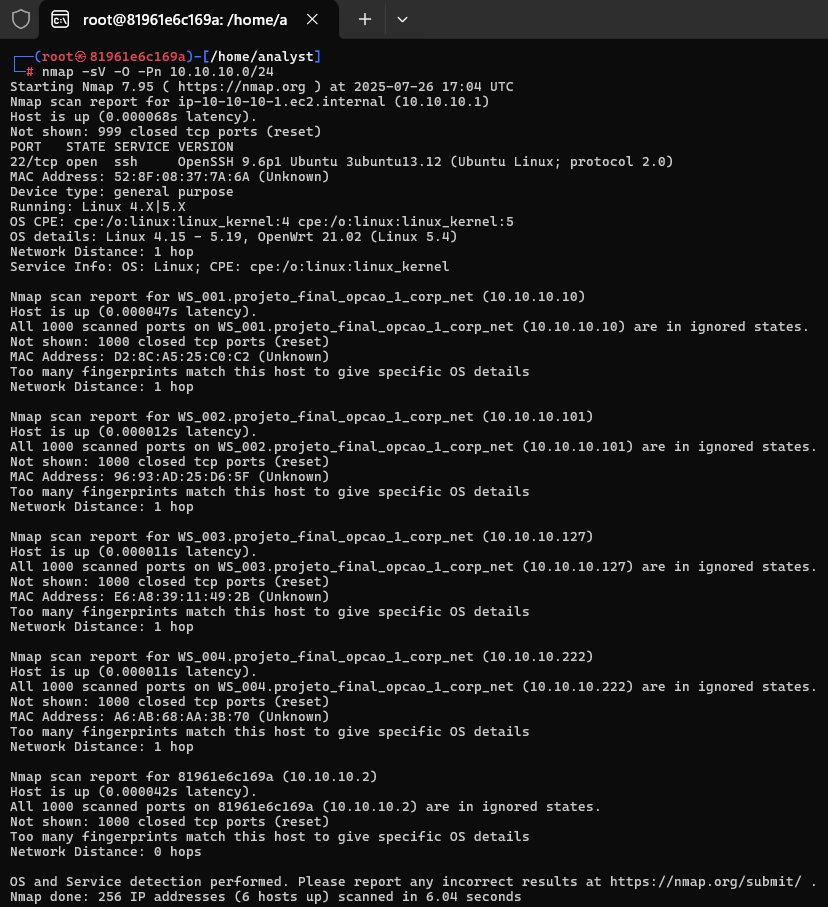 root@81961e6c169a: /home/a
┌──(root㉿81961e6c169a)-[/home/analyst]
└─# nmap -sV -O -Pn 10.10.10.0/24
Starting Nmap 7.95 ( https://nmap.org ) at 2025-07-26 17:04 UTC
Nmap scan report for ip-10-10-10-1.ec2.internal (10.10.10.1)
Host is up (0.000068s latency).
Not shown: 999 closed tcp ports (reset)
PORT   STATE SERVICE VERSION
22/tcp open  ssh     OpenSSH 9.6p1 Ubuntu 3ubuntu13.12 (Ubuntu Linux; protocol 2.0)
MAC Address: 52:8F:08:37:7A:6A (Unknown)
Device type: general purpose
Running: Linux 4.X|5.X
OS CPE: cpe:/o:linux:linux_kernel:4 cpe:/o:linux:linux_kernel:5
OS details: Linux 4.15 - 5.19, OpenWrt 21.02 (Linux 5.4)
Network Distance: 1 hop
Service Info: OS: Linux; CPE: cpe:/o:linux:linux_kernel

Nmap scan report for WS_001.projeto_final_opcao_1_corp_net (10.10.10.10)
Host is up (0.000047s latency).
All 1000 scanned ports on WS_001.projeto_final_opcao_1_corp_net (10.10.10.10) are in ignored states.
Not shown: 1000 closed tcp ports (reset)
MAC Address: D2:8C:A5:25:C0:C2 (Unknown)
Too many fingerprints match this host to give specific OS details
Network Distance: 1 hop

Nmap scan report for WS_002.projeto_final_opcao_1_corp_net (10.10.10.101)
Host is up (0.000012s latency).
All 1000 scanned ports on WS_002.projeto_final_opcao_1_corp_net (10.10.10.101) are in ignored states.
Not shown: 1000 closed tcp ports (reset)
MAC Address: 96:93:AD:25:D6:5F (Unknown)
Too many fingerprints match this host to give specific OS details
Network Distance: 1 hop

Nmap scan report for WS_003.projeto_final_opcao_1_corp_net (10.10.10.127)
Host is up (0.000011s latency).
All 1000 scanned ports on WS_003.projeto_final_opcao_1_corp_net (10.10.10.127) are in ignored states.
Not shown: 1000 closed tcp ports (reset)
MAC Address: E6:A8:39:11:49:2B (Unknown)
Too many fingerprints match this host to give specific OS details
Network Distance: 1 hop

Nmap scan report for WS_004.projeto_final_opcao_1_corp_net (10.10.10.222)
Host is up (0.000011s latency).
All 1000 scanned ports on WS_004.projeto_final_opcao_1_corp_net (10.10.10.222) are in ignored states.
Not shown: 1000 closed tcp ports (reset)
MAC Address: A6:AB:68:AA:3B:70 (Unknown)
Too many fingerprints match this host to give specific OS details
Network Distance: 1 hop

Nmap scan report for 81961e6c169a (10.10.10.2)
Host is up (0.000042s latency).
All 1000 scanned ports on 81961e6c169a (10.10.10.2) are in ignored states.
Not shown: 1000 closed tcp ports (reset)
Too many fingerprints match this host to give specific OS details
Network Distance: 0 hops

OS and Service detection performed. Please report any incorrect results at https://nmap.org/submit/ .
Nmap done: 256 IP addresses (6 hosts up) scanned in 6.04 seconds